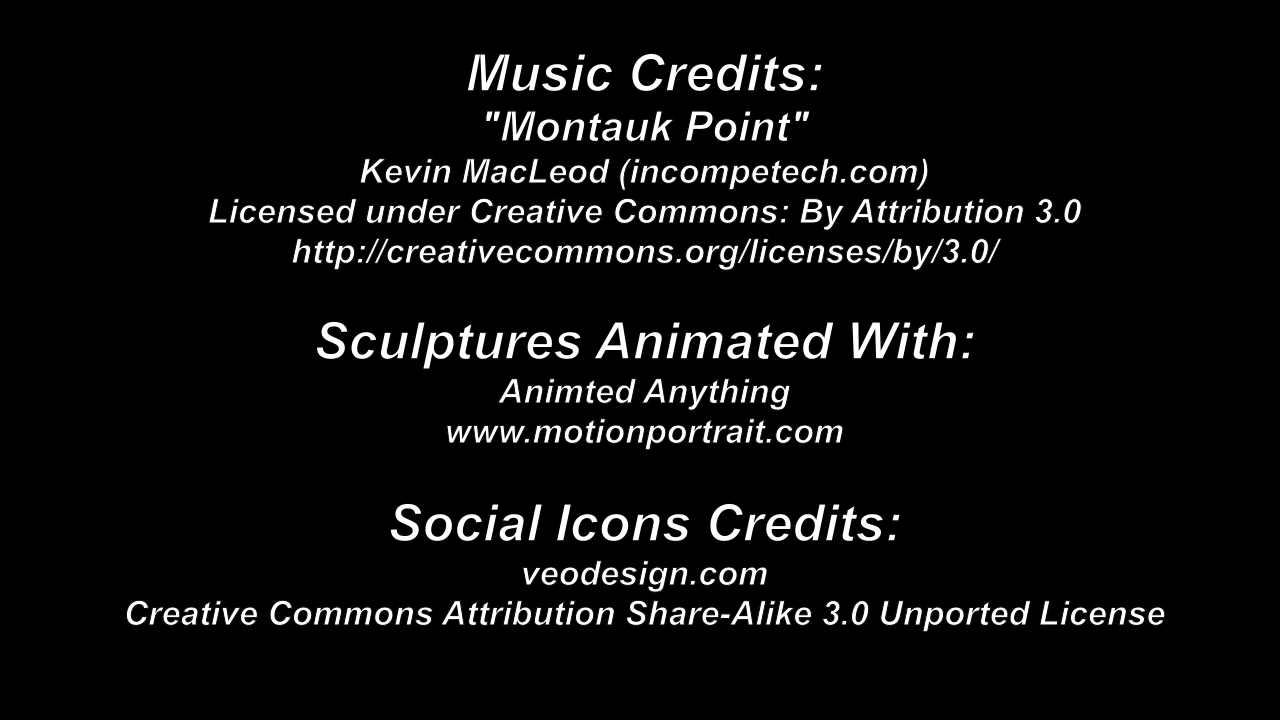 Music Credits:
"Montauk Point"
Kevin MacLeod (incompetech.com)
Licensed under Creative Commons: By Attribution 3.0
http://creativecommons.org/licenses/by/3.0/
Sculptures Animated With:
Animted Anything
www.motionportrait.com
Social Icons Credits:
veodesign.com
Creative Commons Attribution Share-Alike 3.0 Unported License